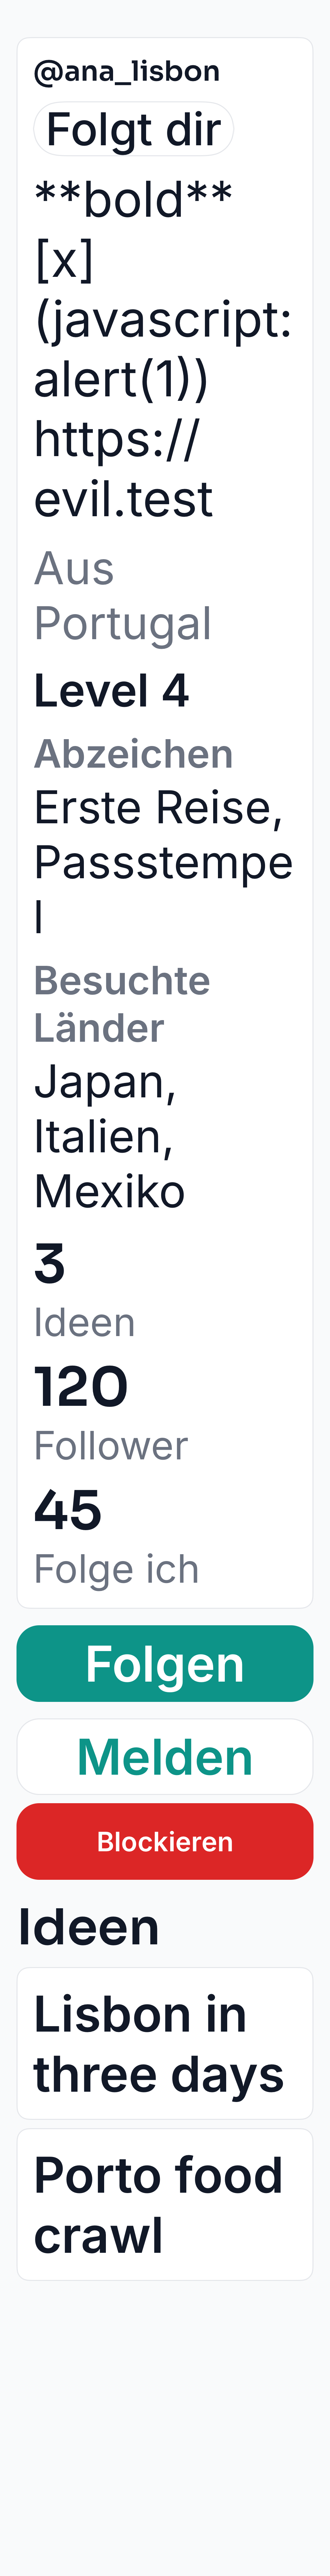 @ana_lisbon
Folgt dir
**bold**
[x]
(javascript:
alert(1))
https://
evil.test
Aus
Portugal
Level 4
Abzeichen
Erste Reise,
Passstempe
l
Besuchte
Länder
Japan,
Italien,
Mexiko
3
Ideen
120
Follower
45
Folge ich
Folgen
Melden
Blockieren
Ideen
Lisbon in
three days
Porto food
crawl